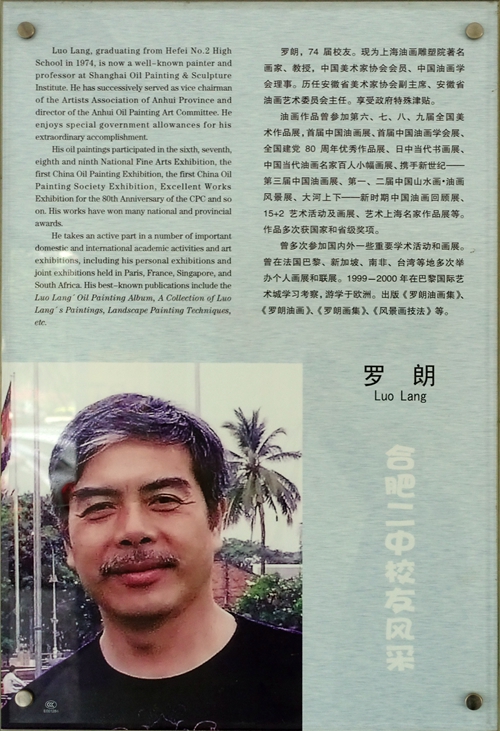 Luo Lang, graduating from Hefei No.2 High
School in 1974, is now a well-known painter and
professor at Shanghai Oil Painting & Sculpture
Institute. He has successively served as vice chairman
of the Artists Association of Anhui Province and
director of the Anhui Oil Painting Art Committee. He
enjoys special government allowances for his
extraordinary accomplishment.
His oil paintings participated in the sixth, seventh,
eighth and ninth National Fine Arts Exhibition, the
first China Oil Painting Exhibition, the first China Oil
Painting Society Exhibition, Excellent Works
Exhibition for the 80th Anniversary of the CPC and so
on. His works have won many national and provincial
awards.
He takes an active part in a number of important
domestic and international academic activities and art
exhibitions, including his personal exhibitions and
joint exhibitions held in Paris, France, Singapore, and
South Africa. His best-known publications include the
Luo Lang's Oil Painting Album, A Collection of Luo
Lang's Paintings, Landscape Painting Techniques,
etc.
罗朗，74 届校友。现为上海油画雕塑院著名
画家、教授，中国美术家协会会员、中国油画学
会理事。历任安徽省美术家协会副主席、安徽省
油画艺术委员会主任。享受政府特殊津贴。
油画作品曾参加第六、七、八、九届全国美
术作品展，首届中国油画展、首届中国油画学会展、
全国建党 80 周年优秀作品展、日中当代书画展、
中国当代油画名家百人小幅画展、携手新世纪——
第三届中国油画展、第一、二届中国山水画·油画
风景展、大河上下——新时期中国油画回顾展、
15+2 艺术活动及画展、艺术上海名家作品展等。
作品多次获国家和省级奖项。
曾多次参加国内外一些重要学术活动和画展。
曾在法国巴黎、新加坡、南非、台湾等地多次举
办个人画展和联展。1999—2000 年在巴黎国际艺
术城学习考察，游学于欧洲。出版《罗朗油画集》、
《罗朗油画》、《罗朗画集》、《风景画技法》等。
罗 朗
Luo Lang
合肥二中校友风采